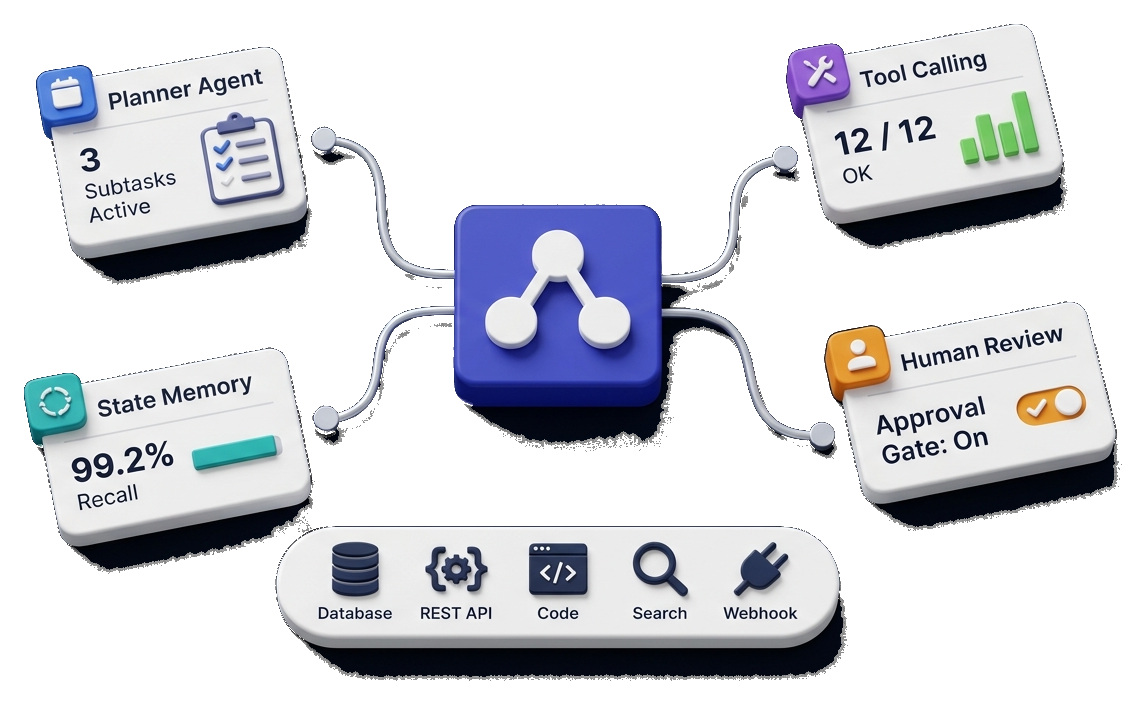 Planner Agent
3
Subtasks
Active
Tool Calling
12 / 12
OK
State Memory
99.2%
Recall
Human Review
Approval
Gate: On
</>
Database
REST API
Code
Search
Webhook